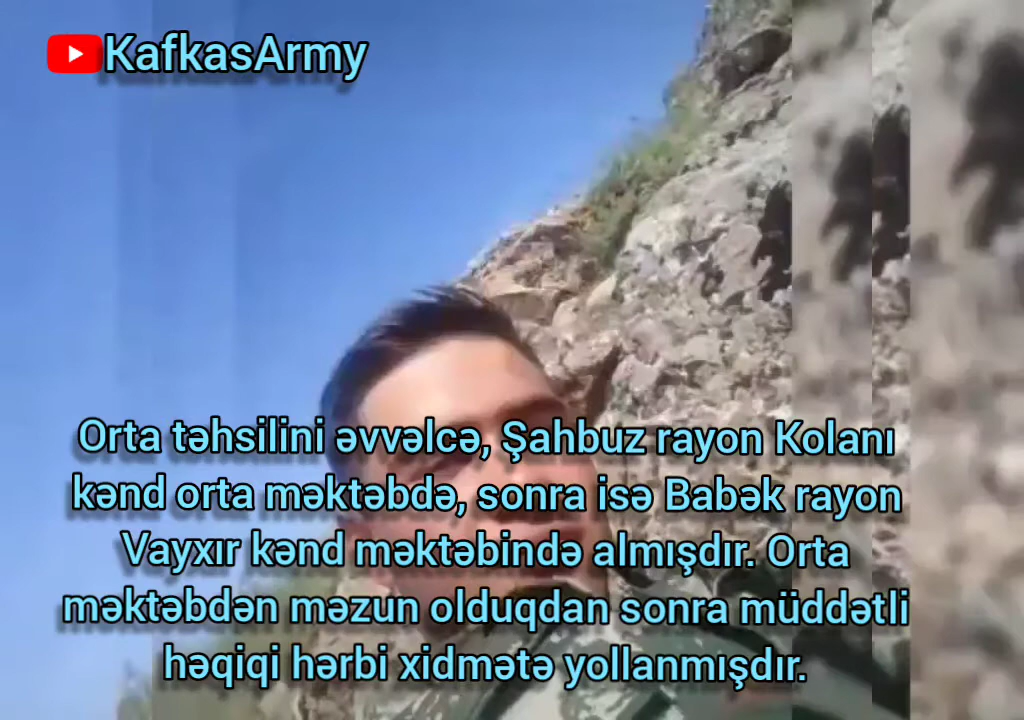 KafkasArmy
Orta təhsilini əvvəlcə, Şahbuz rayon Kolanı
kənd orta məktəbdə, sonra isə Babək rayon
Vayxır kənd məktəbində almışdır. Orta
məktəbdən məzun olduqdan sonra müddətli
həqiqi hərbi xidmətə yollanmışdır.